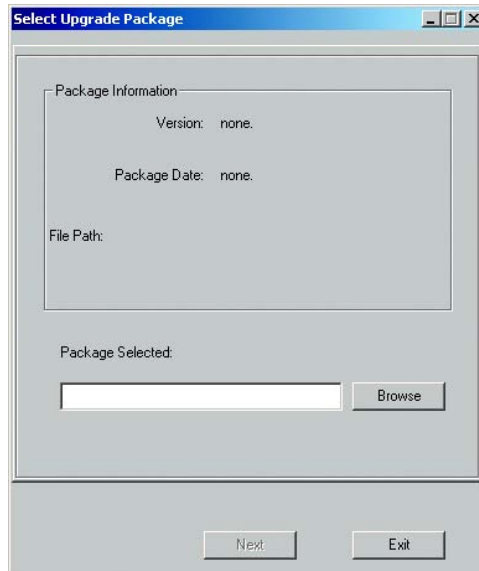 Select Upgrade Package
Package Information
Version: none.
Package Date: none.
File Path:
Package Selected:
Browse
Next Exit